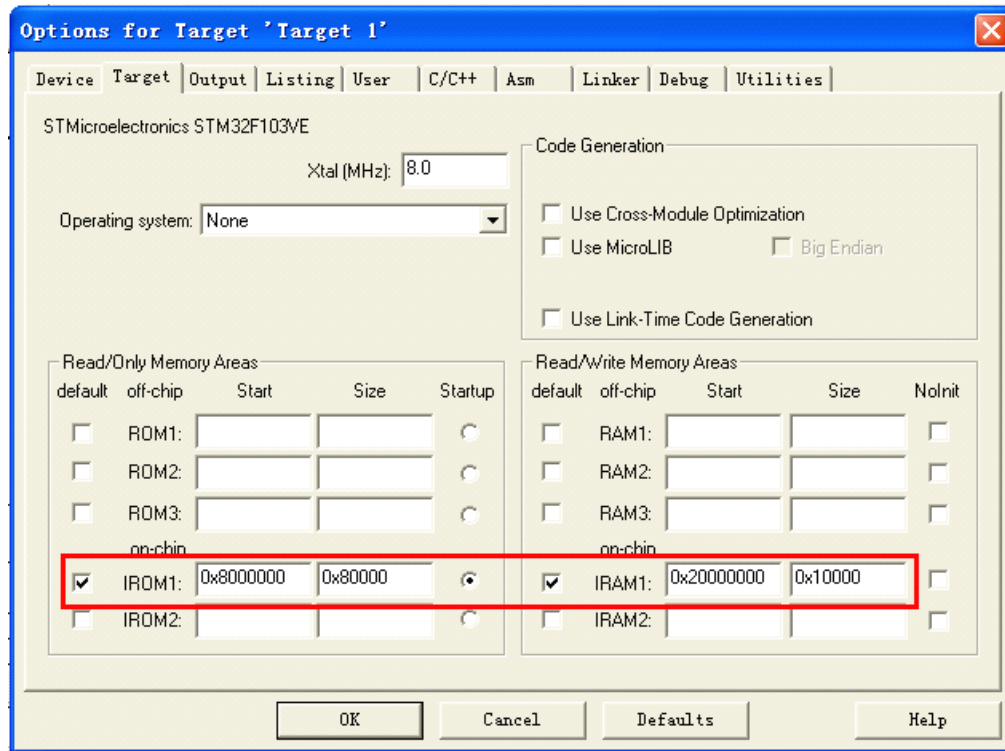 Options for Target 'Target 1'
Device Target Output Listing User C/C++ Asm Linker Debug Utilities
STMicroelectronics STM32F103VE
Xtal (MHz): 8.0
Operating system: None
Code Generation
Use Cross-Module Optimization
Use MicroLIB Big Endian
Use Link-Time Code Generation
Read/Only Memory Areas
default off-chip Start Size Startup
ROM1:
ROM2:
ROM3:
on-chip
IROM1: 0x8000000 0x80000
IROM2:
Read/Write Memory Areas
default off-chip Start Size NoInit
RAM1:
RAM2:
RAM3:
on-chip
IRAM1: 0x20000000 0x10000
IRAM2:
OK Cancel Defaults Help